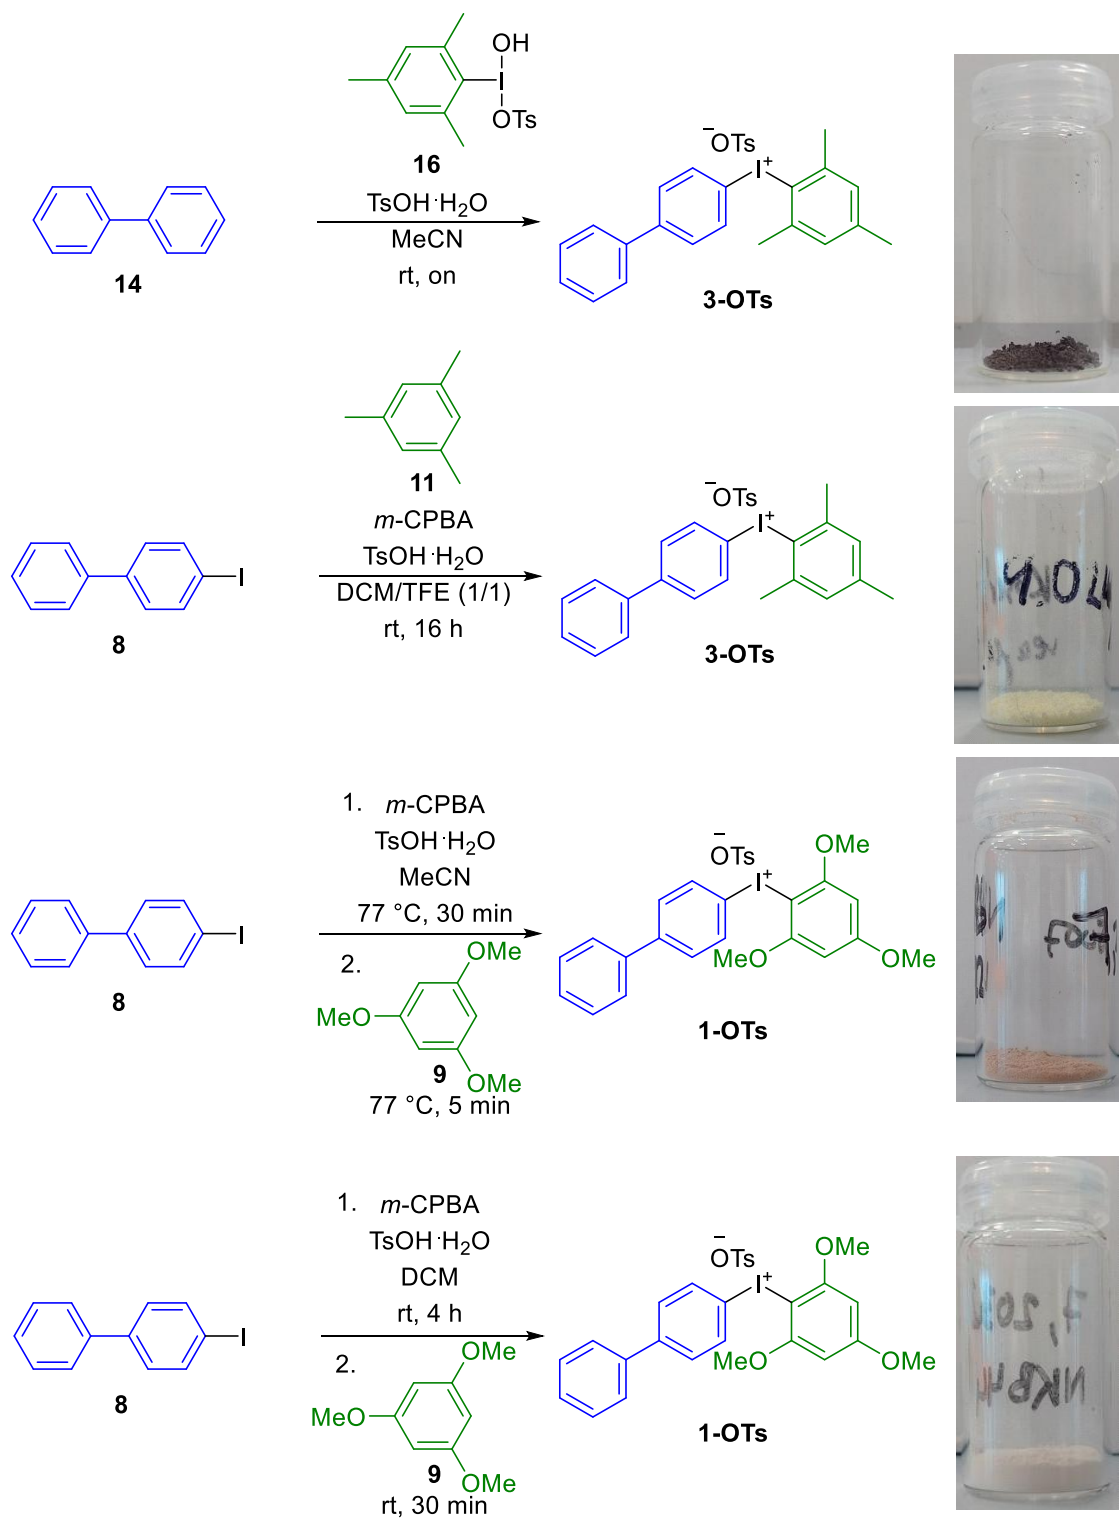 OH
I
OTs
16
TsOH·H₂O
MeCN
rt, on
14
⁻OTs
I⁺
3-OTs
11
m-CPBA
TsOH·H₂O
DCM/TFE (1/1)
rt, 16 h
I
8
⁻OTs
I⁺
3-OTs
1. m-CPBA
TsOH·H₂O
MeCN
77 °C, 30 min
2.
OMe
MeO
9
OMe
77 °C, 5 min
I
8
⁻OTs
OMe
I⁺
MeO
OMe
1-OTs
1. m-CPBA
TsOH·H₂O
DCM
rt, 4 h
2.
OMe
MeO
9
OMe
rt, 30 min
I
8
⁻OTs
OMe
I⁺
MeO
OMe
1-OTs